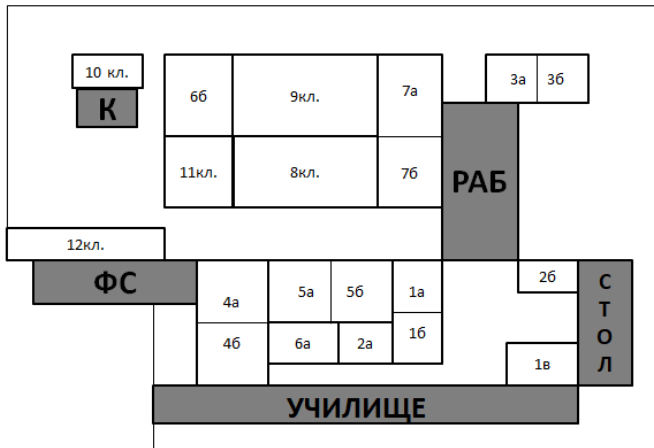 10 кл.
К
6б
9кл.
7а
3а
3б
11кл.
8кл.
7б
РАБ
12кл.
ФС
4а
5а
5б
1а
2б
СТОЛ
4б
6а
2а
1б
1в
УЧИЛИЩЕ